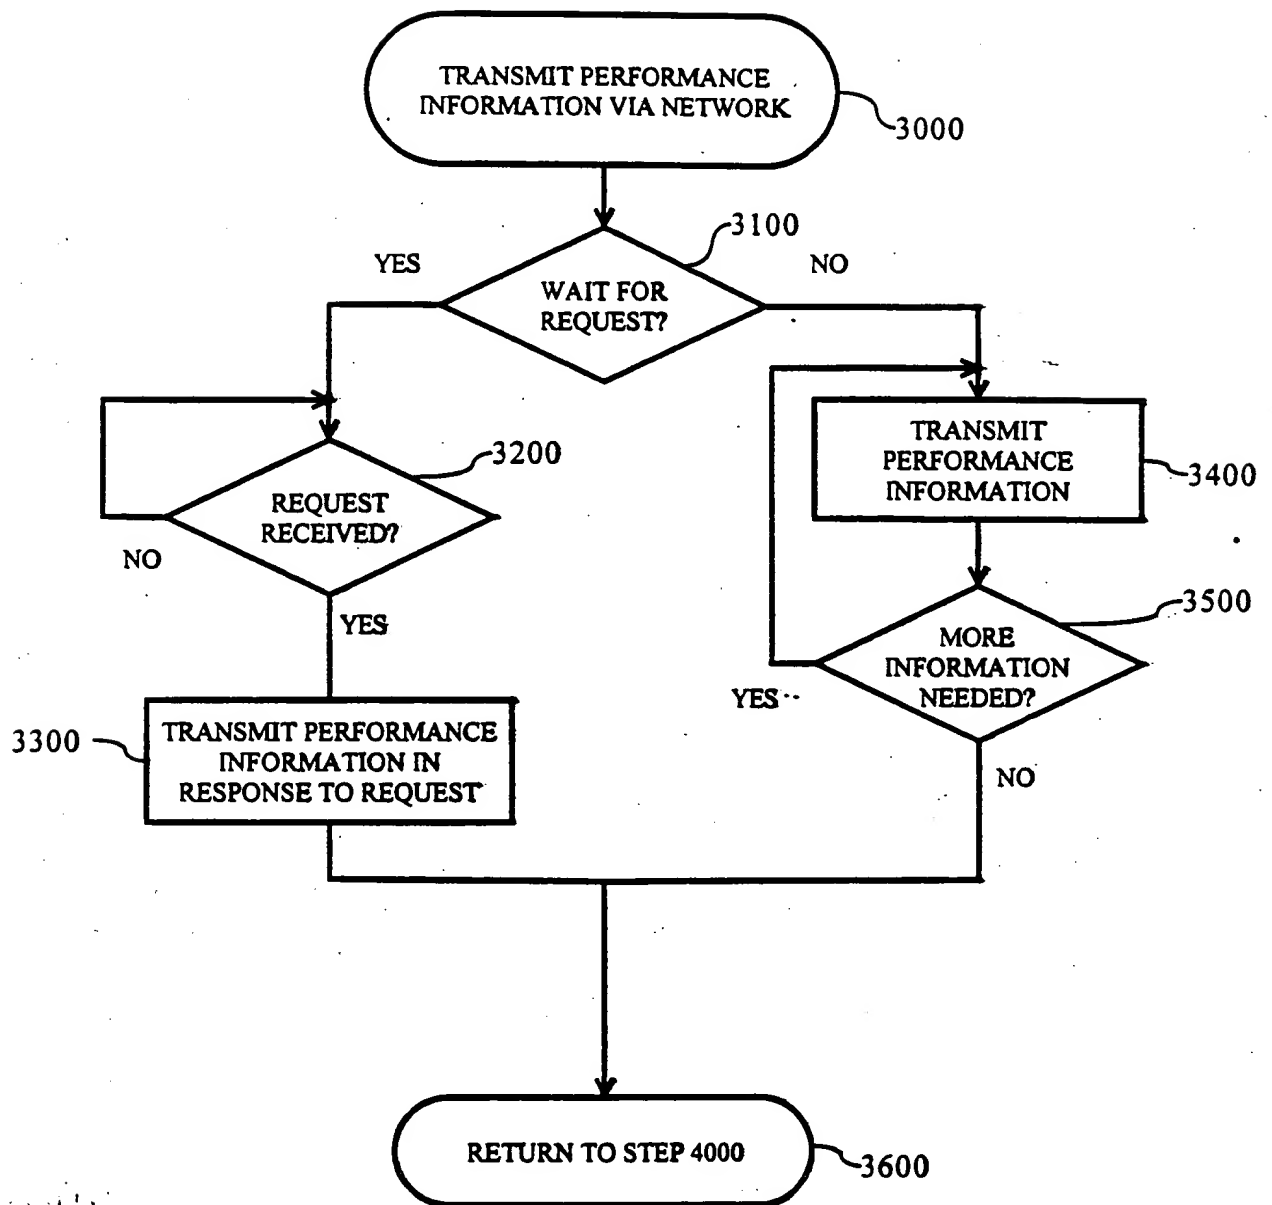 TRANSMIT PERFORMANCE
INFORMATION VIA NETWORK
3000
3100
YES
NO
WAIT FOR
REQUEST?
3200
REQUEST
RECEIVED?
NO
YES
TRANSMIT
PERFORMANCE
INFORMATION
3400
3500
MORE
INFORMATION
NEEDED?
YES
NO
3300
TRANSMIT PERFORMANCE
INFORMATION IN
RESPONSE TO REQUEST
RETURN TO STEP 4000
3600